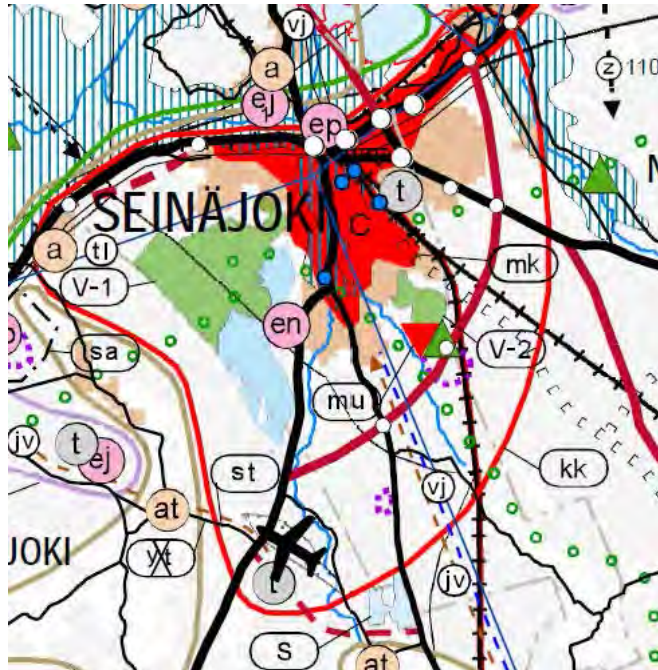 vj
a
z 110
ej
ep
t
SEINÄJOKI
C
a
tl
mk
V-1
en
sa
V-2
mu
t
jv
ej
st
vj
kk
at
JOKI
yt
jv
t
s
at